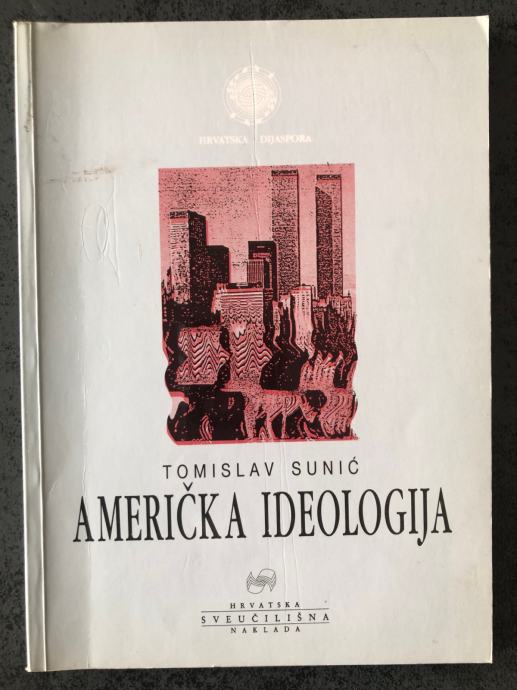 HRVATSKA DIJASPORA
TOMISLAV SUNIĆ
AMERIČKA IDEOLOGIJA
HRVATSKA
SVEUČILIŠNA
NAKLADA